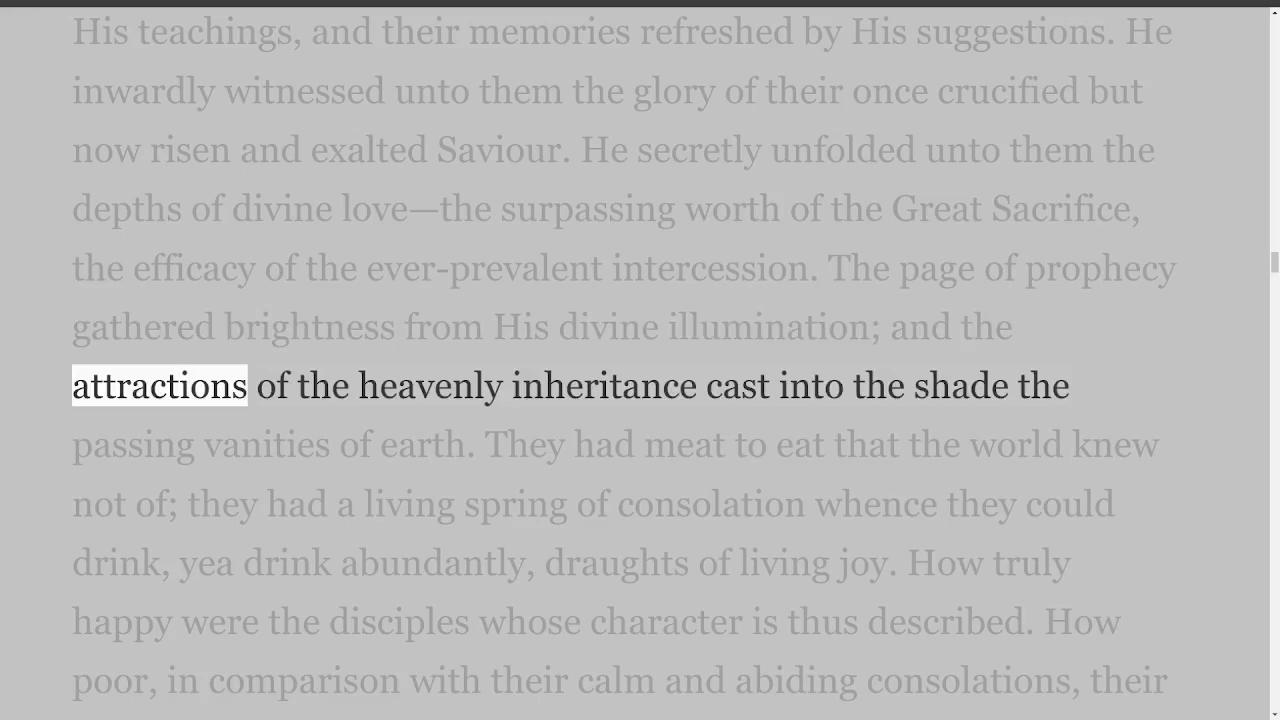 His teachings, and their memories refreshed by His suggestions. He
inwardly witnessed unto them the glory of their once crucified but
now risen and exalted Saviour. He secretly unfolded unto them the
depths of divine love—the surpassing worth of the Great Sacrifice,
the efficacy of the ever-prevalent intercession. The page of prophecy
gathered brightness from His divine illumination; and the
attractions of the heavenly inheritance cast into the shade the
passing vanities of earth. They had meat to eat that the world knew
not of; they had a living spring of consolation whence they could
drink, yea drink abundantly, draughts of living joy. How truly
happy were the disciples whose character is thus described. How
poor, in comparison with their calm and abiding consolations, their